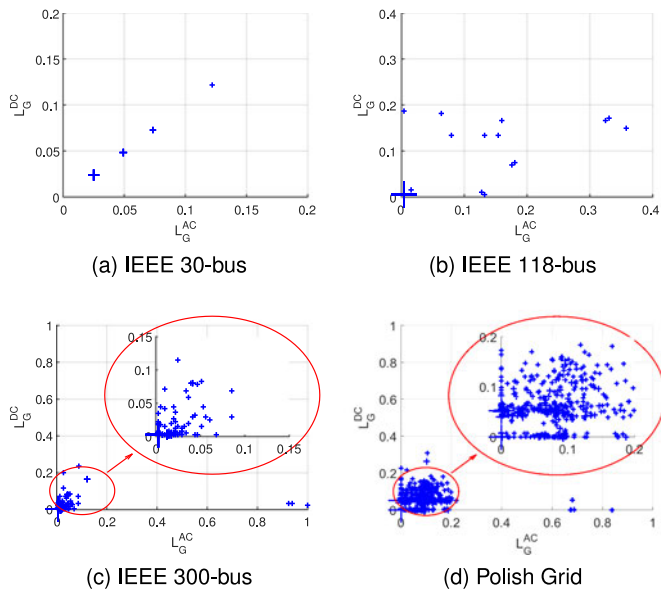 0.2
0.15
0.1
0.05
0
L_G^DC
0 0.05 0.1 0.15 0.2
L_G^AC
(a) IEEE 30-bus
0.4
0.3
0.2
0.1
0
L_G^DC
0 0.1 0.2 0.3 0.4
L_G^AC
(b) IEEE 118-bus
1
0.8
0.6
0.4
0.2
0
L_G^DC
0.15
0.1
0.05
0
0 0.05 0.1 0.15
0 0.2 0.4 0.6 0.8 1
L_G^AC
(c) IEEE 300-bus
1
0.8
0.6
0.4
0.2
0
L_G^DC
0.2
0.1
0
0 0.1 0.2
0 0.2 0.4 0.6 0.8 1
L_G^AC
(d) Polish Grid